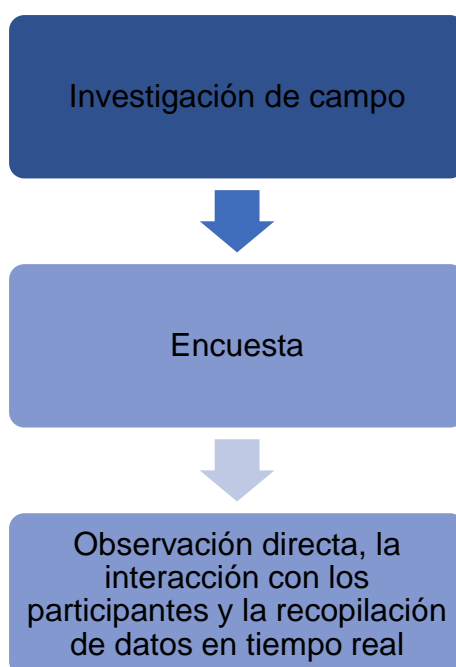 Investigación de campo
Encuesta
Observación directa, la
interacción con los
participantes y la recopilación
de datos en tiempo real